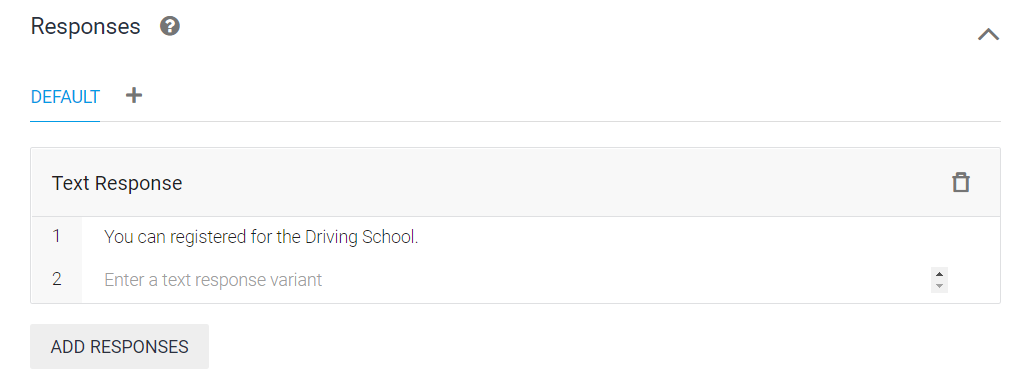 Responses ?
DEFAULT +
Text Response
1 You can registered for the Driving School.
2 Enter a text response variant
ADD RESPONSES